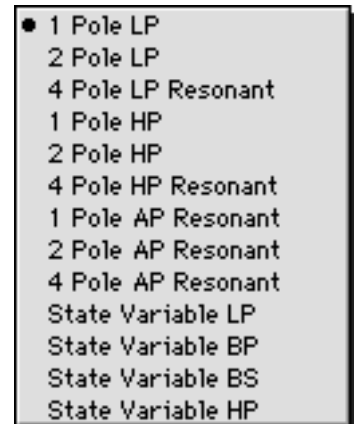 1 Pole LP
2 Pole LP
4 Pole LP Resonant
1 Pole HP
2 Pole HP
4 Pole HP Resonant
1 Pole AP Resonant
2 Pole AP Resonant
4 Pole AP Resonant
State Variable LP
State Variable BP
State Variable BS
State Variable HP